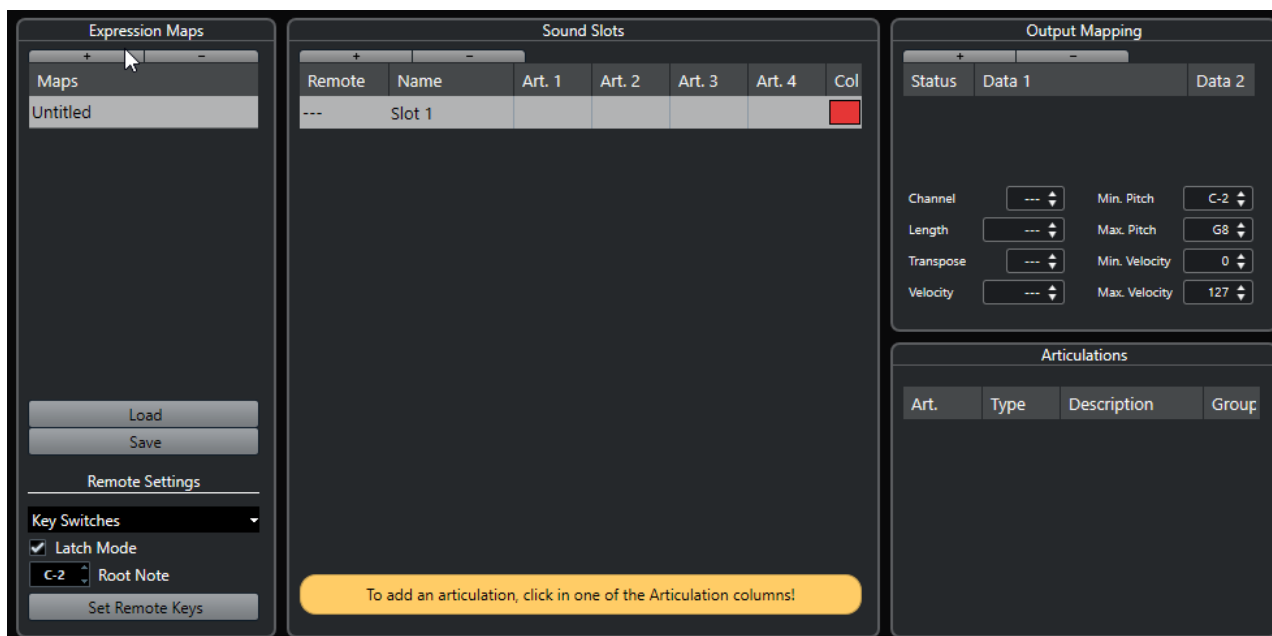 Expression Maps
+ -
Maps
Untitled
Load
Save
Remote Settings
Key Switches
Latch Mode
C-2 Root Note
Set Remote Keys
Sound Slots
+ -
Remote Name Art. 1 Art. 2 Art. 3 Art. 4 Col
--- Slot 1
To add an articulation, click in one of the Articulation columns!
Output Mapping
+ -
Status Data 1 Data 2
Channel --- Min. Pitch C-2
Length --- Max. Pitch G8
Transpose --- Min. Velocity 0
Velocity --- Max. Velocity 127
Articulations
Art. Type Description Group